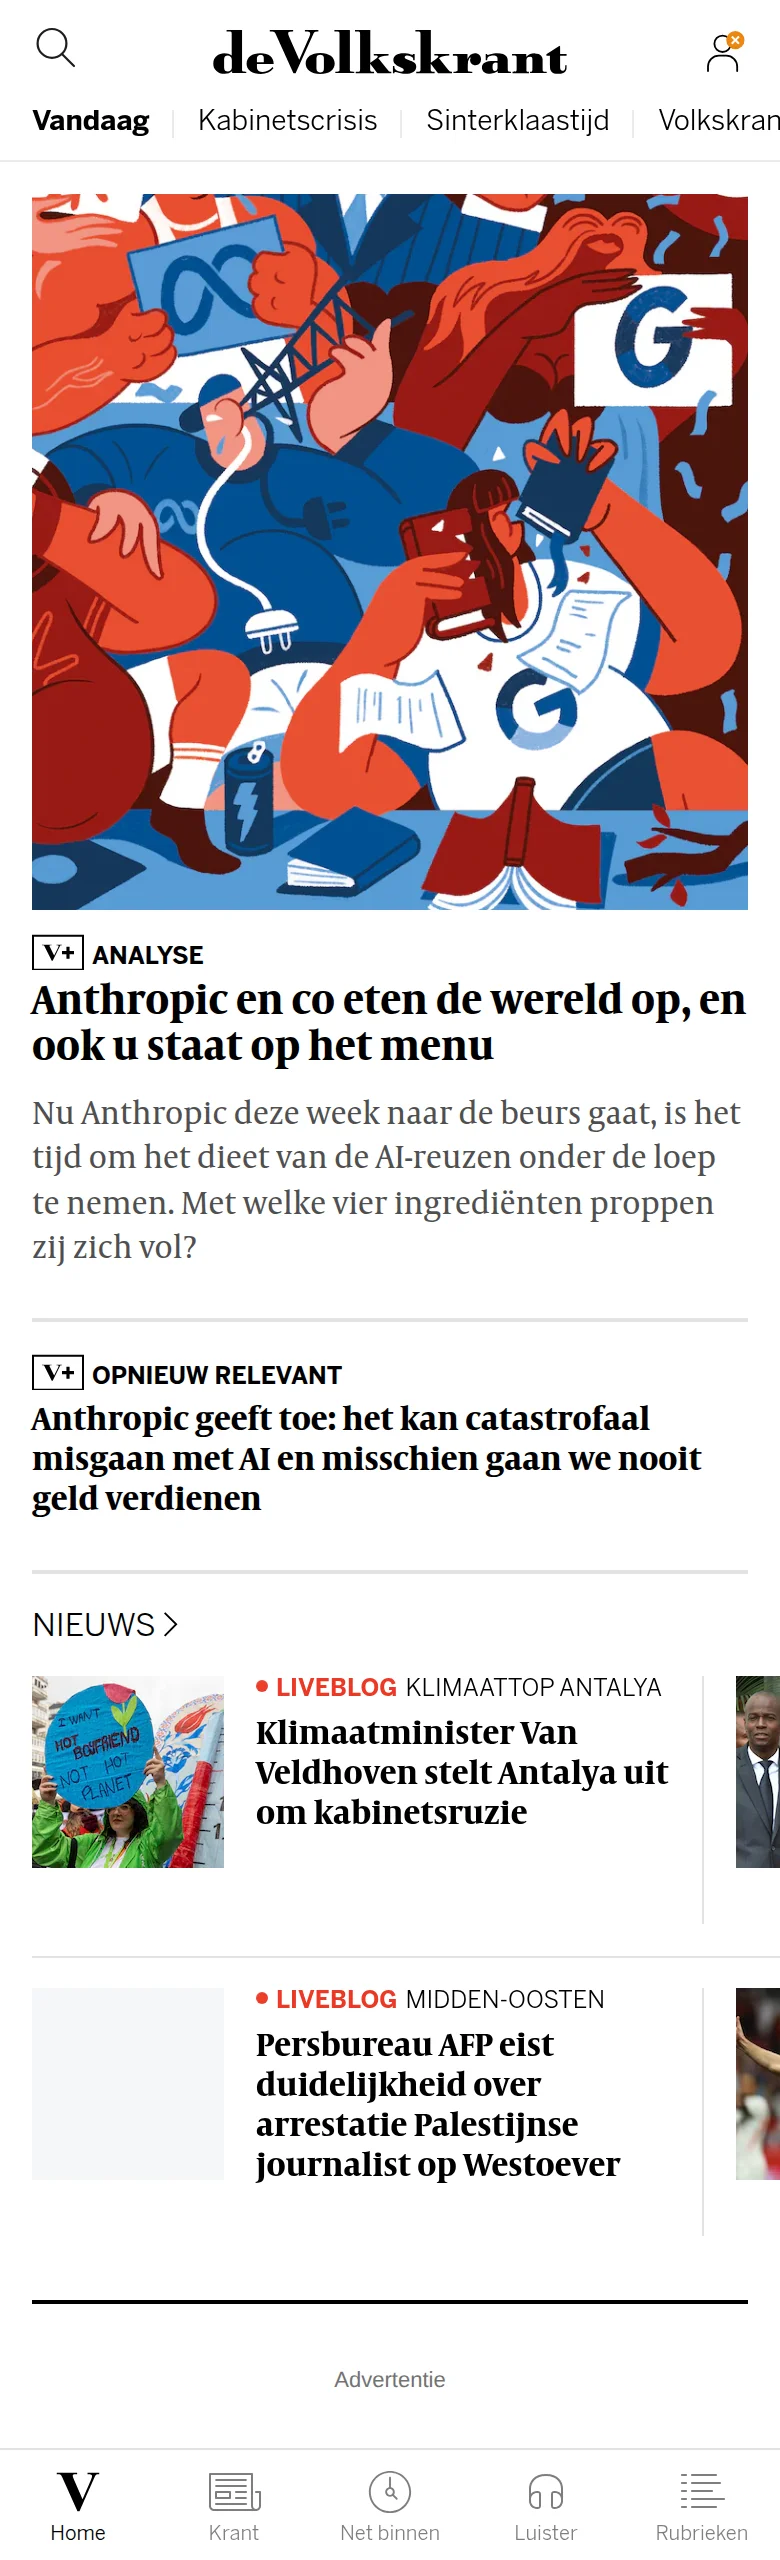 de Volkskrant
Vandaag
Kabinetscrisis
Sinterklaastijd
Volkskran
G
G
V+ ANALYSE
Anthropic en co eten de wereld op, en
ook u staat op het menu
Nu Anthropic deze week naar de beurs gaat, is het
tijd om het dieet van de AI-reuzen onder de loep
te nemen. Met welke vier ingrediënten proppen
zij zich vol?
V+ OPNIEUW RELEVANT
Anthropic geeft toe: het kan catastrofaal
misgaan met AI en misschien gaan we nooit
geld verdienen
NIEUWS
I WANT
HOT BOYFRIEND
NOT HOT
PLANET
LIVEBLOG KLIMAATTOP ANTALYA
Klimaatminister Van
Veldhoven stelt Antalya uit
om kabinetsruzie
LIVEBLOG MIDDEN-OOSTEN
Persbureau AFP eist
duidelijkheid over
arrestatie Palestijnse
journalist op Westoever
Advertentie
V
Home
Krant
Net binnen
Luister
Rubrieken